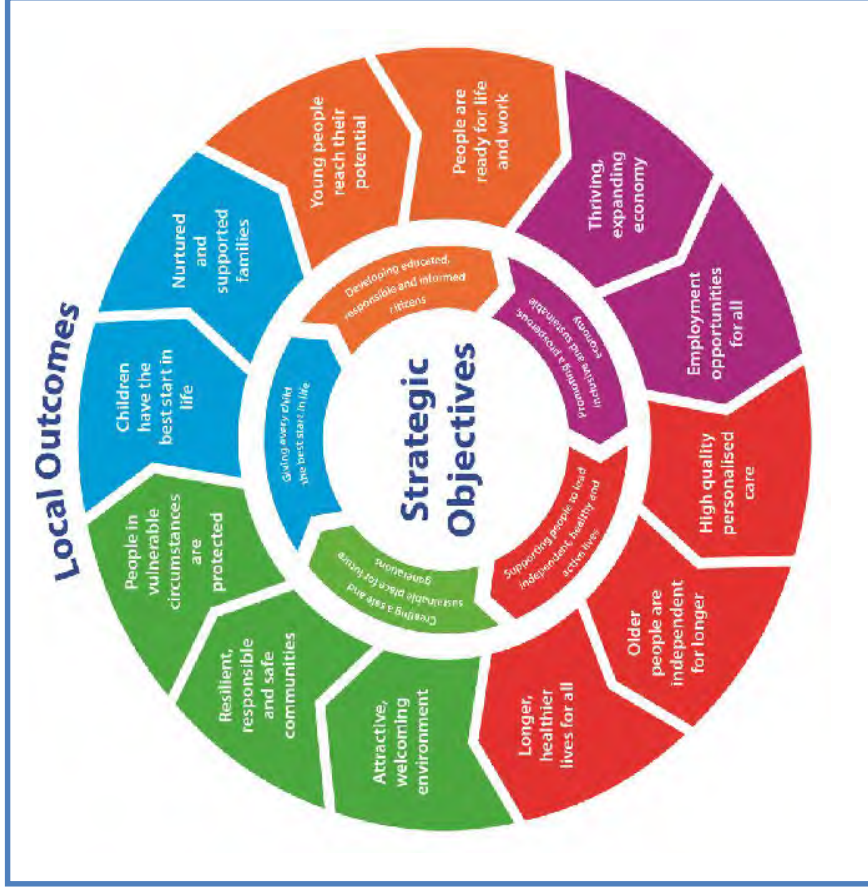 Local Outcomes
Children
have the
best start in
life
Nurtured
and
supported
families
Young people
reach their
potential
People are
ready for life
and work
Thriving,
expanding
economy
Employment
opportunities
for all
High quality
personalised
care
Older
people are
independent
for longer
Longer,
healthier
lives for all
Attractive,
welcoming
environment
Resilient,
responsible
and safe
communities
People in
vulnerable
circumstances
are
protected
Giving every child
the best start in life
Developing educated,
responsible and informed
citizens
Promoting a prosperous,
inclusive and sustainable
economy
Supporting people to lead
independent, healthy and
active lives
Creating a safe and
sustainable place for future
generations
Strategic
Objectives